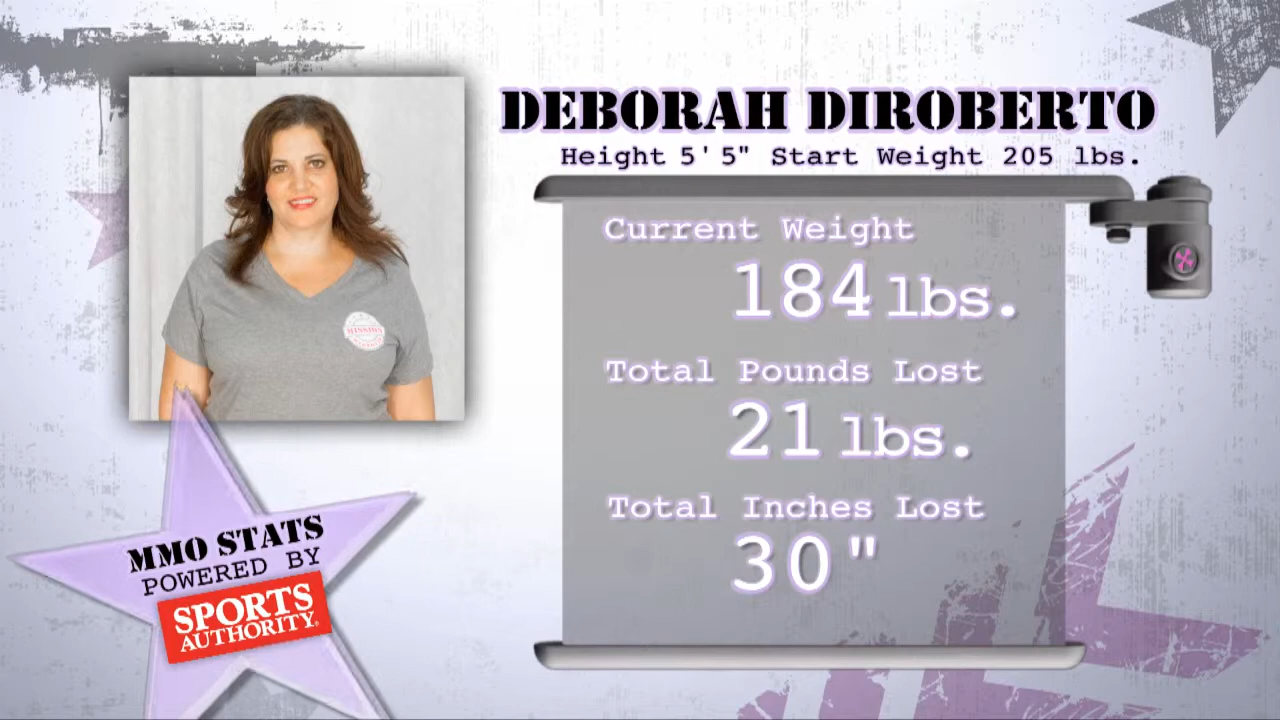 DEBORAH DIROBERTO
Height 5'5" Start Weight 205 lbs.
Current Weight
184 lbs.
Total Pounds Lost
21 lbs.
Total Inches Lost
30"
MISSION
MMO STATS
POWERED BY
SPORTS
AUTHORITY